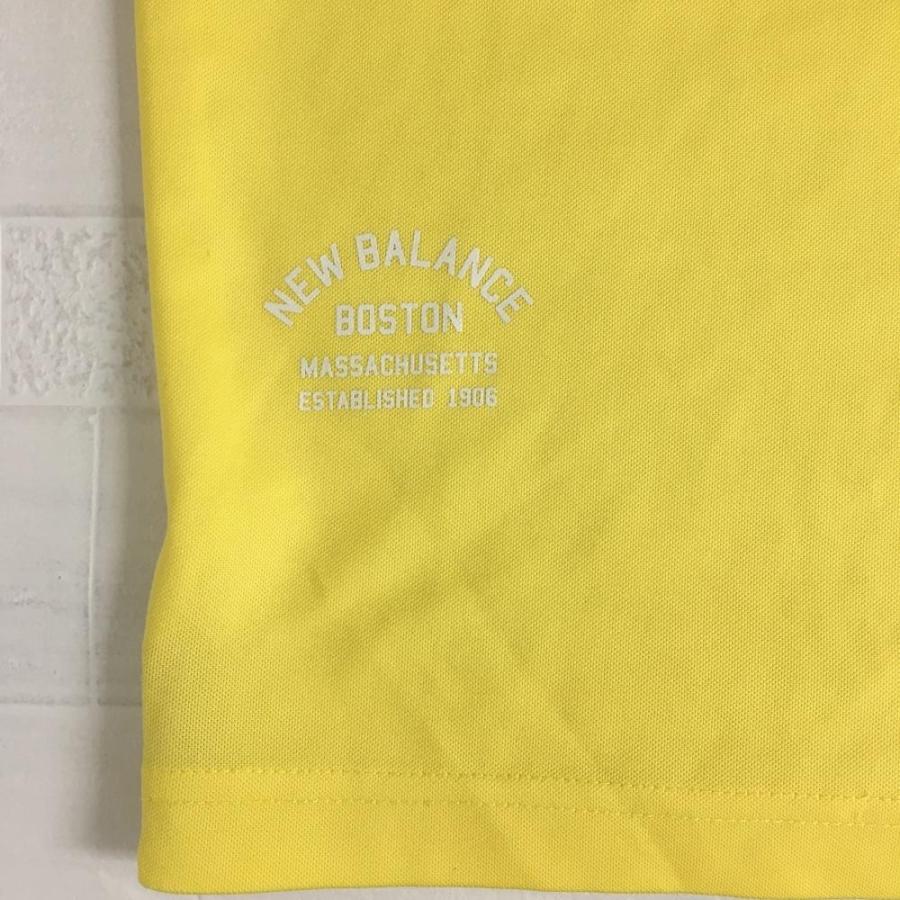 NEW BALANCE
BOSTON
MASSACHUSETTS
ESTABLISHED 1906